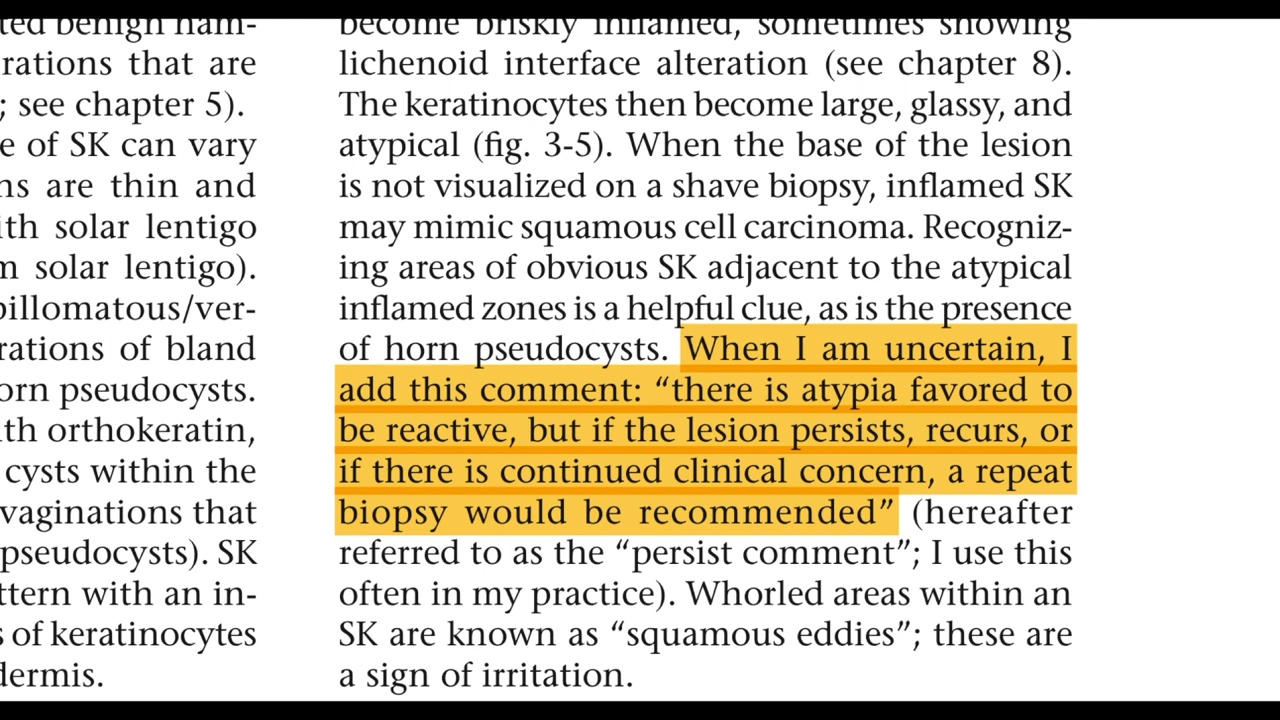 ted benign ham-
rations that are
; see chapter 5).
e of SK can vary
ns are thin and
ith solar lentigo
m solar lentigo).
pillomatous/ver-
rations of bland
orn pseudocysts.
ith orthokeratin,
cysts within the
vaginations that
pseudocysts). SK
ttern with an in-
s of keratinocytes
dermis.
become briskly inflamed, sometimes showing
lichenoid interface alteration (see chapter 8).
The keratinocytes then become large, glassy, and
atypical (fig. 3-5). When the base of the lesion
is not visualized on a shave biopsy, inflamed SK
may mimic squamous cell carcinoma. Recogniz-
ing areas of obvious SK adjacent to the atypical
inflamed zones is a helpful clue, as is the presence
of horn pseudocysts. When I am uncertain, I
add this comment: “there is atypia favored to
be reactive, but if the lesion persists, recurs, or
if there is continued clinical concern, a repeat
biopsy would be recommended” (hereafter
referred to as the “persist comment”; I use this
often in my practice). Whorled areas within an
SK are known as “squamous eddies”; these are
a sign of irritation.